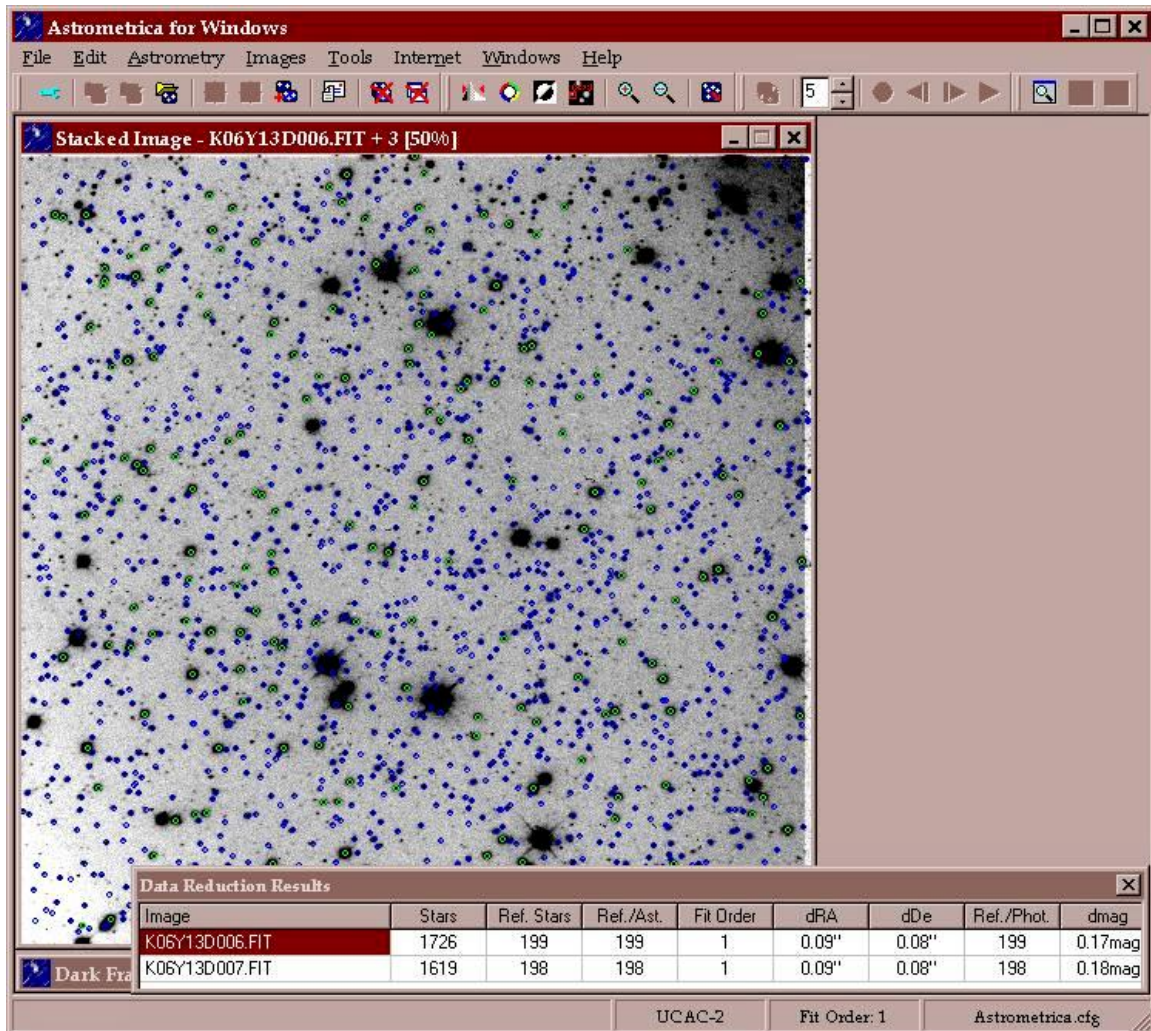 Astrometrica for Windows
File Edit Astrometry Images Tools Internet Windows Help
5
Stacked Image - K06Y13D006.FIT + 3 [50%]
Data Reduction Results
Image Stars Ref. Stars Ref./Ast. Fit Order dRA dDe Ref./Phot. dmag
K06Y13D006.FIT 1726 199 199 1 0.09" 0.08" 199 0.17mag
K06Y13D007.FIT 1619 198 198 1 0.09" 0.08" 198 0.18mag
Dark Fra
UCAC-2 Fit Order: 1 Astrometrica.cfg